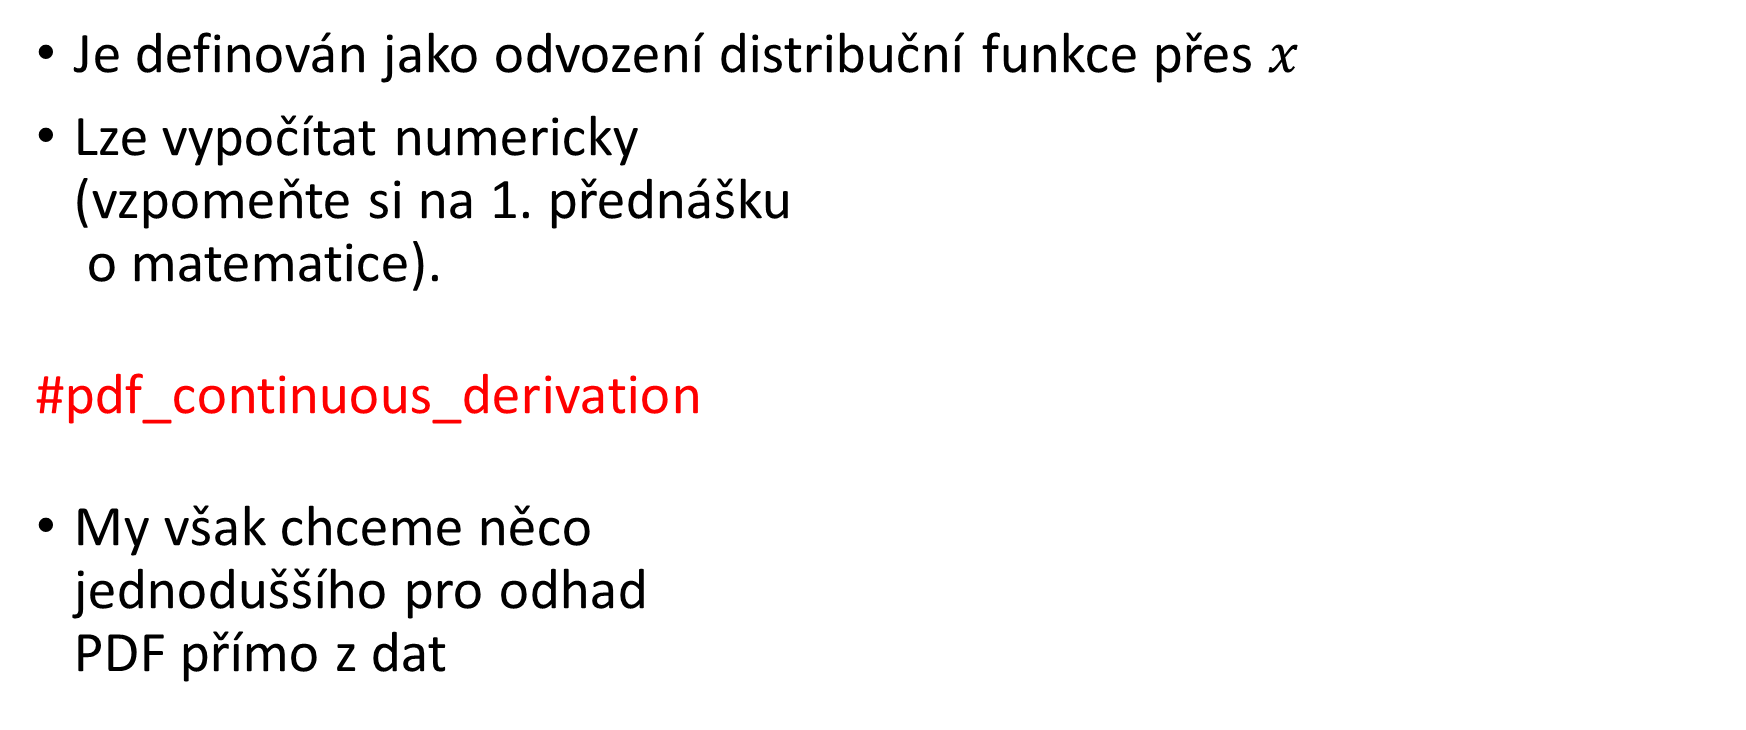 • Je definován jako odvození distribuční funkce přes 𝑥
• Lze vypočítat numericky
(vzpomeňte si na 1. přednášku
o matematice).
#pdf_continuous_derivation
• My však chceme něco
jednoduššího pro odhad
PDF přímo z dat